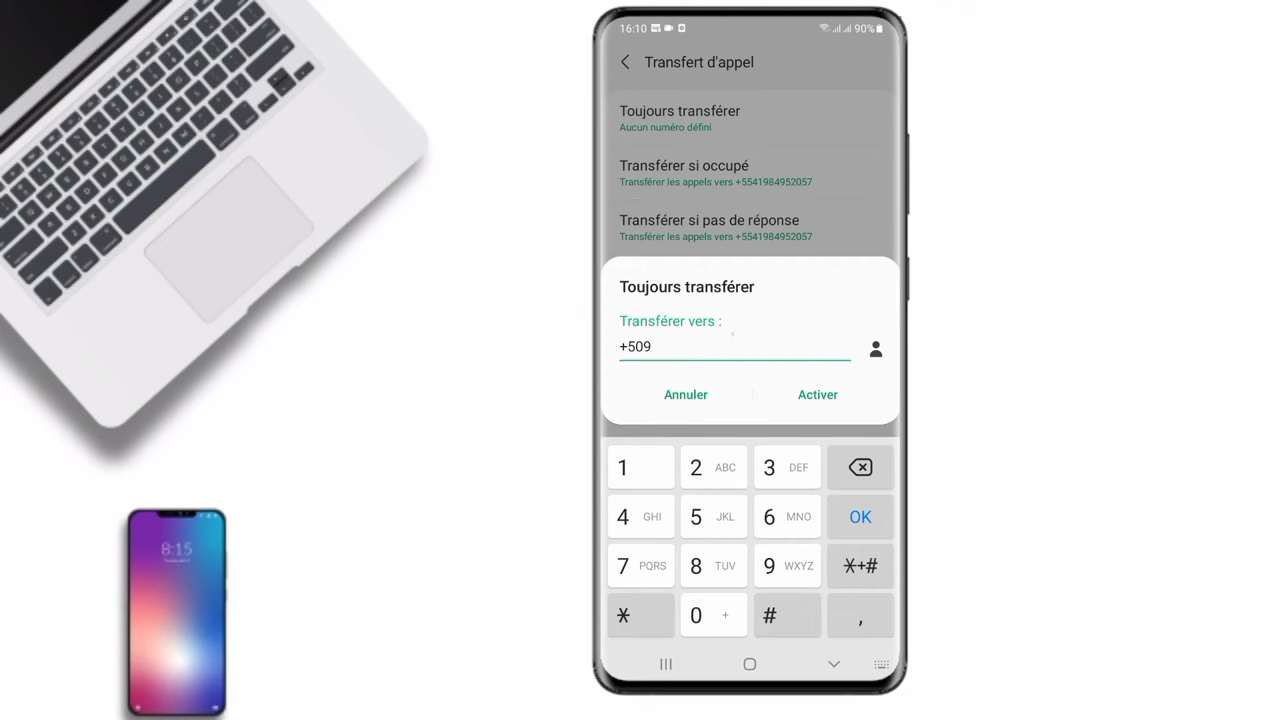 16:10
90%
Transfert d'appel
Toujours transférer
Aucun numéro défini
Transférer si occupé
Transférer les appels vers +5541984952057
Transférer si pas de réponse
Transférer les appels vers +5541984952057
Toujours transférer
Transférer vers :
+509
Annuler
Activer
1
2 ABC
3 DEF
4 GHI
5 JKL
6 MNO
OK
7 PQRS
8 TUV
9 WXYZ
*+#
*
0 +
#
,
8:15